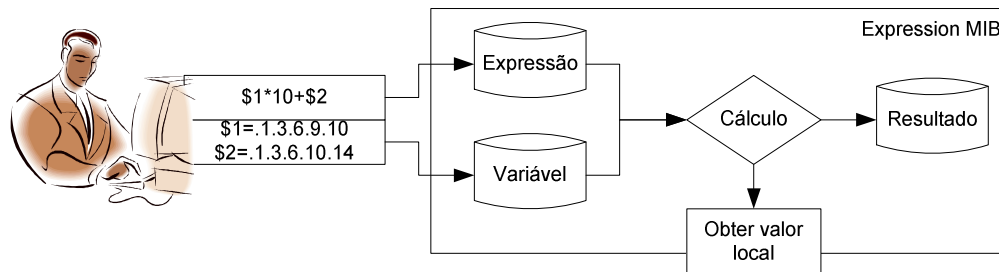 Expression MIB
Expressão
$1*10+$2
$1=.1.3.6.9.10
$2=.1.3.6.10.14
Cálculo
Resultado
Variável
Obter valor
local